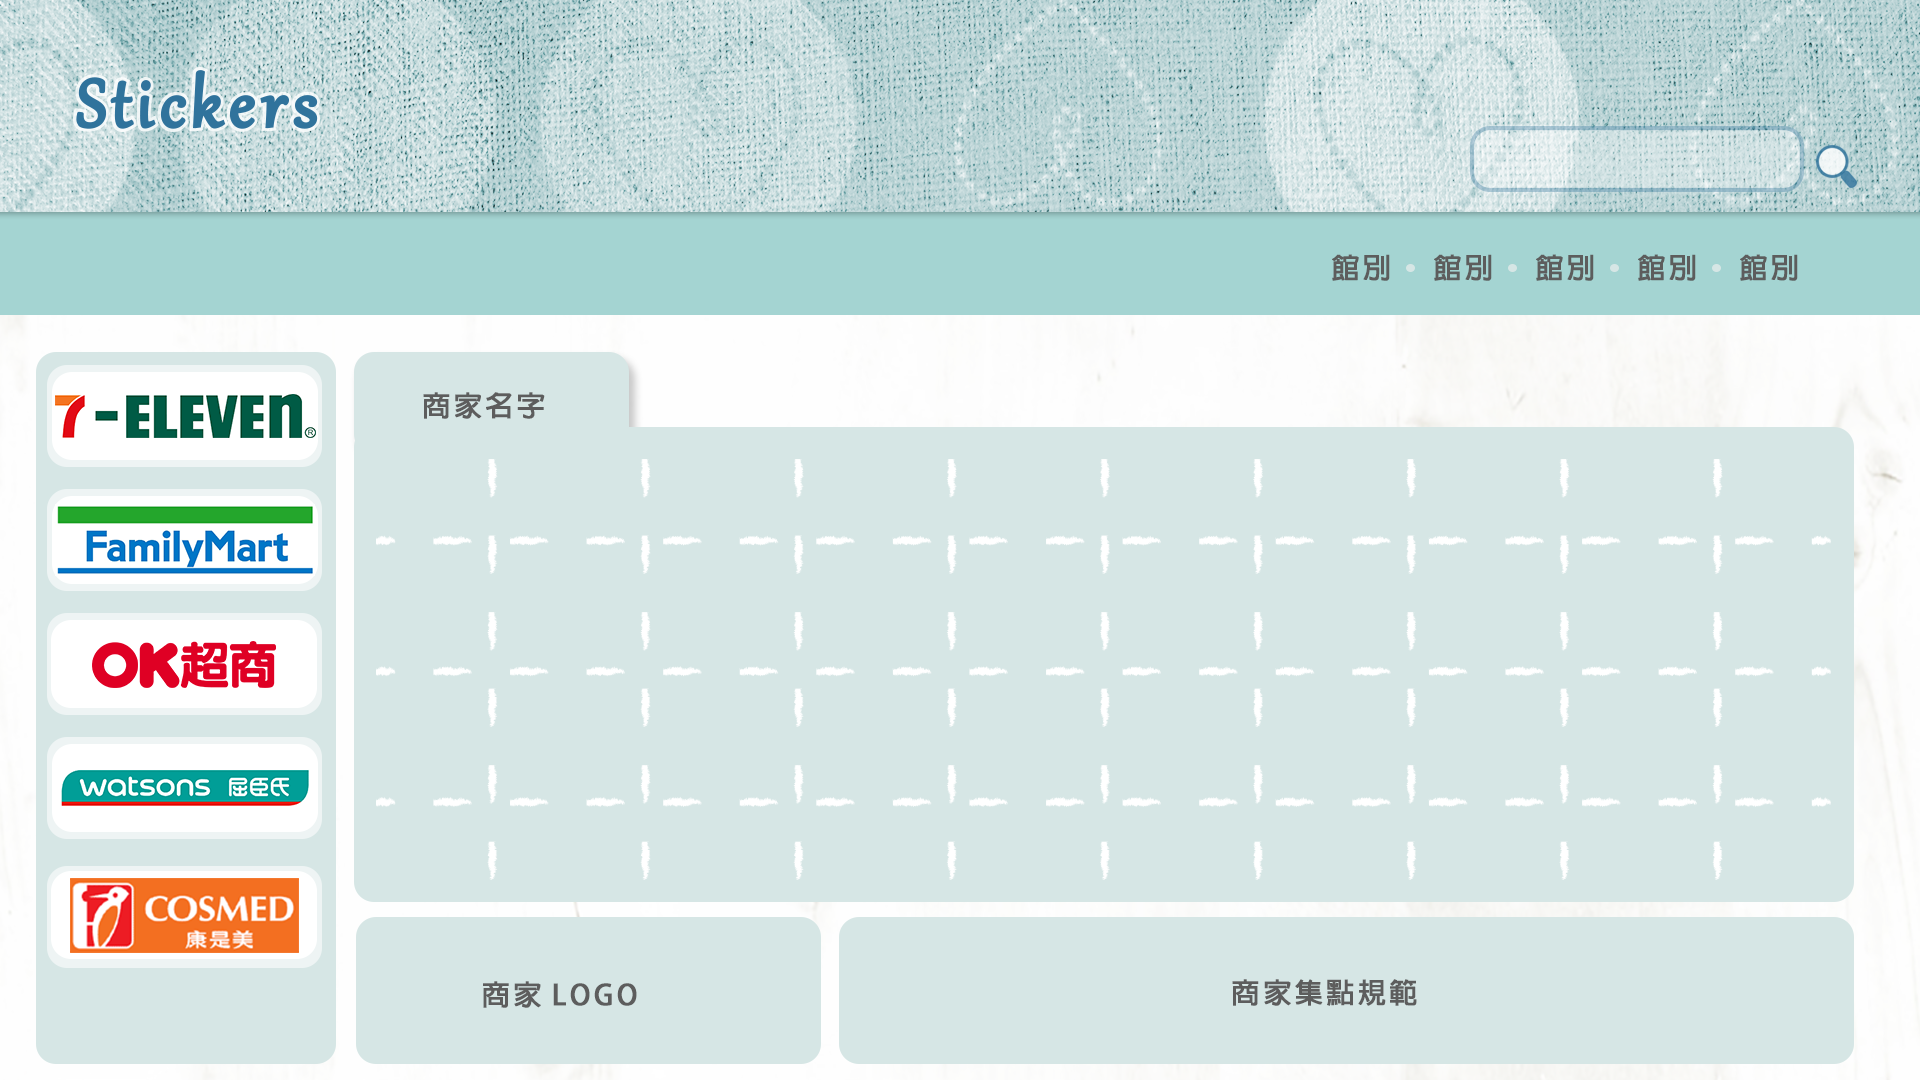 Stickers
館別 • 館別 • 館別 • 館別 • 館別
7-ELEVEN®
FamilyMart
OK超商
watsons 屈臣氏
COSMED
康是美
商家名字
商家 LOGO
商家集點規範